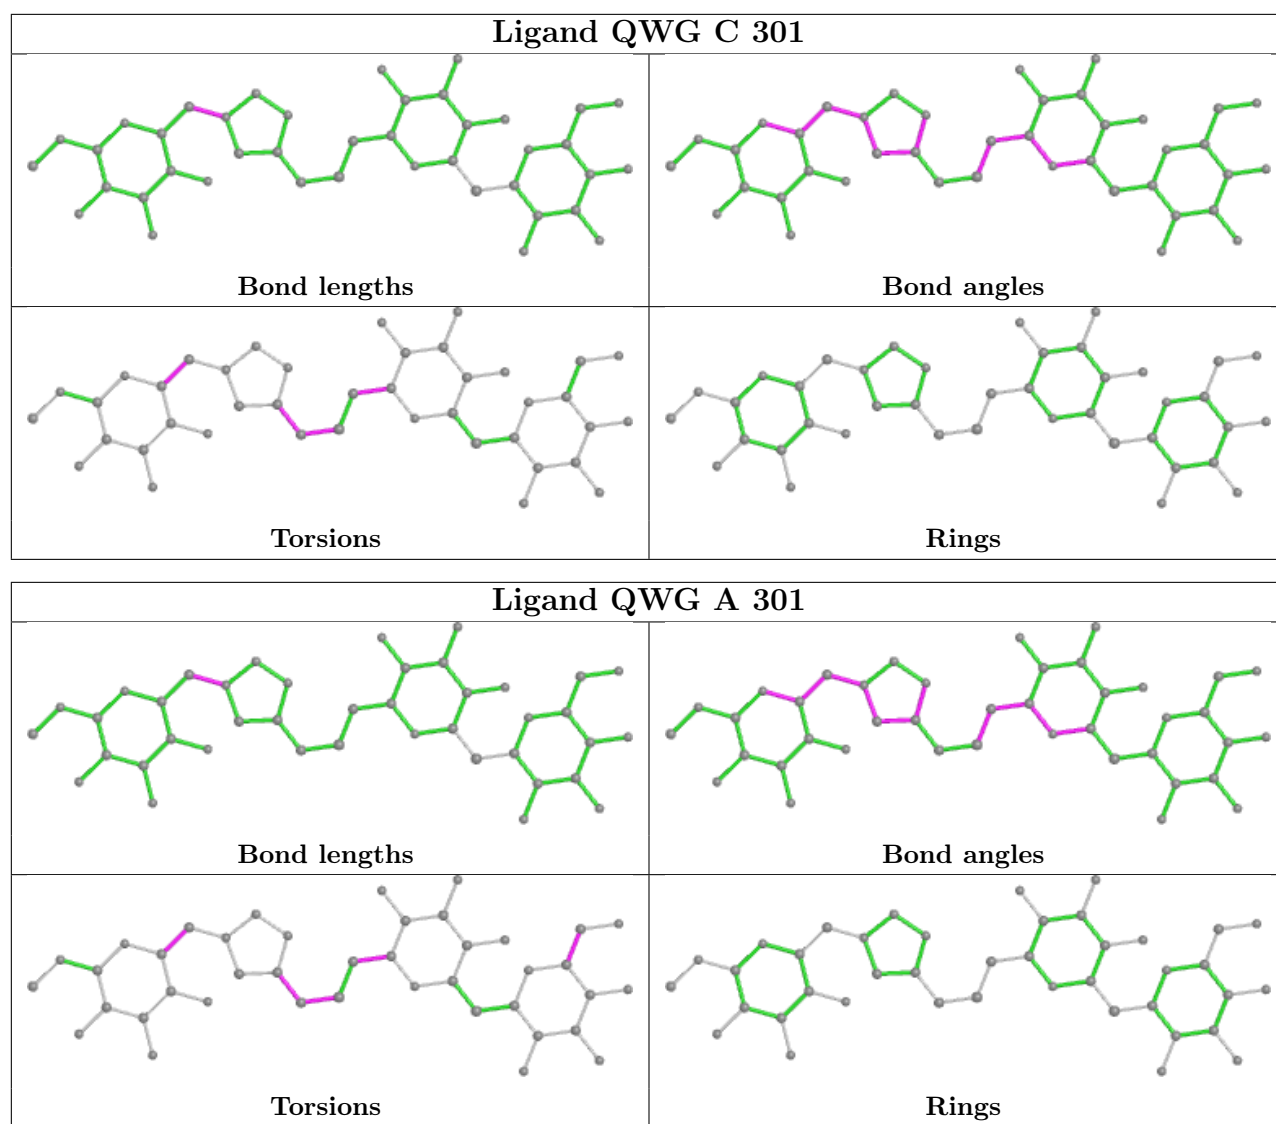 Ligand QWG C 301
Bond lengths
Bond angles
Torsions
Rings
Ligand QWG A 301
Bond lengths
Bond angles
Torsions
Rings